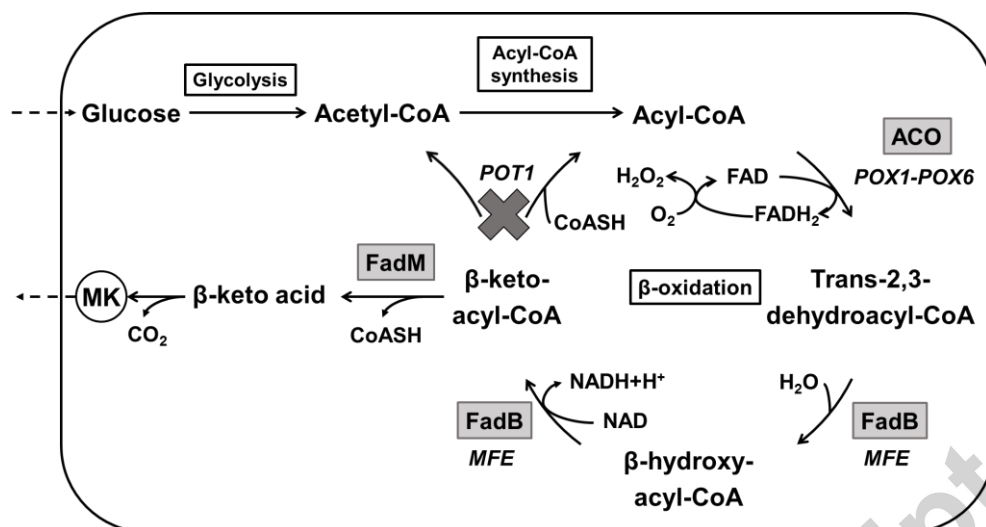 Glycolysis
Acyl-CoA
synthesis
Glucose
Acetyl-CoA
Acyl-CoA
ACO
POX1-POX6
POT1
H₂O₂
FAD
O₂
FADH₂
CoASH
FadM
MK
β-keto acid
β-keto-
acyl-CoA
β-oxidation
Trans-2,3-
dehydroacyl-CoA
CO₂
CoASH
NADH+H⁺
H₂O
FadB
NAD
FadB
MFE
β-hydroxy-
acyl-CoA
MFE